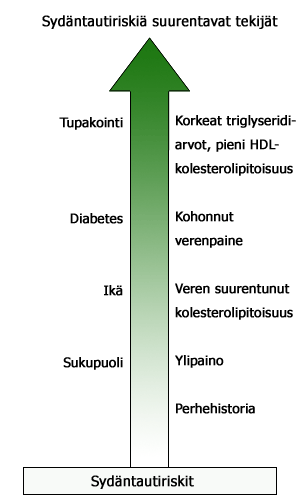 Sydäntautiriskiä suurentavat tekijät
Tupakointi
Diabetes
Ikä
Sukupuoli
Korkeat triglyseridi-
arvot, pieni HDL-
kolesterolipitoisuus
Kohonnut
verenpaine
Veren suurentunut
kolesterolipitoisuus
Ylipaino
Perhehistoria
Sydäntautiriskit